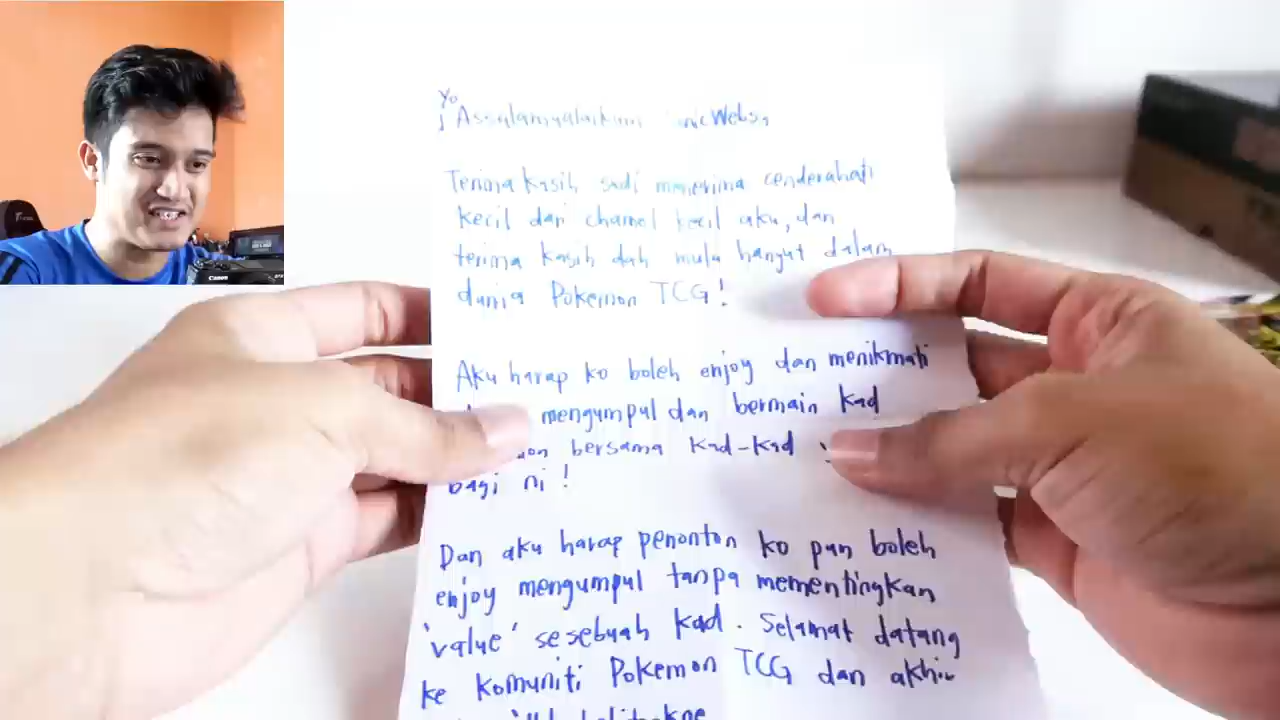 Yo
Assalamualaikum
Terima kasih sudi menerima cenderahati
kecil dari channel kecil aku, dan
terima kasih dah mula hanyut dalam
dunia Pokemon TCG!
Aku harap ko boleh enjoy dan menikmati
mengumpul dan bermain kad
bersama kad-kad
bagi ni!
Dan aku harap penonton ko pun boleh
enjoy mengumpul tanpa mementingkan
'value' sesebuah kad. Selamat datang
ke komuniti Pokemon TCG dan akhir
Canon